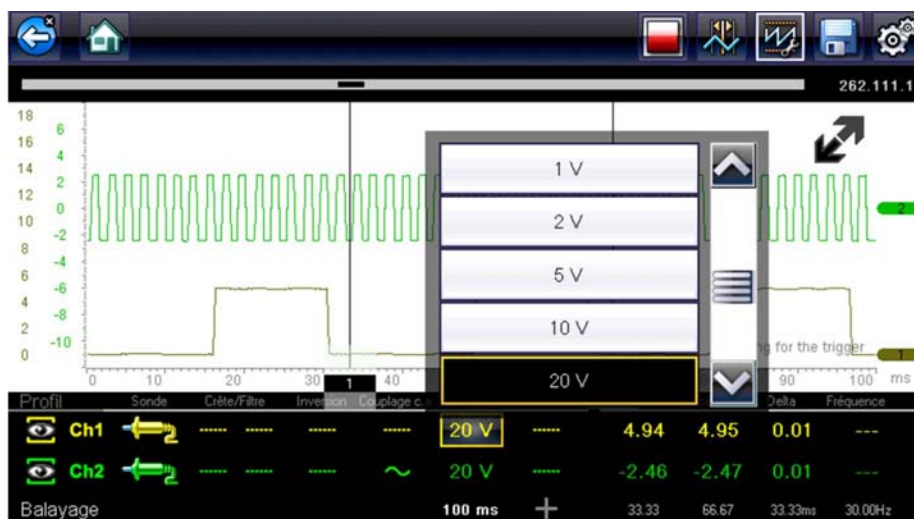 262.111.1
18
16
14
12
10
8
6
4
2
0
6
4
2
0
-2
-4
-6
-8
-10
1 V
2 V
5 V
10 V
20 V
2
for the trigger
1
0 10 20 30 1 40 90 100 ms
Profil Sonde Crête/Filtre Inversion Couplage c.a Delta Fréquence
Ch1 20 V 4.94 4.95 0.01 ---
Ch2 20 V -2.46 -2.47 0.01 ---
Balayage 100 ms 33.33 66.67 33.33ms 30.00Hz